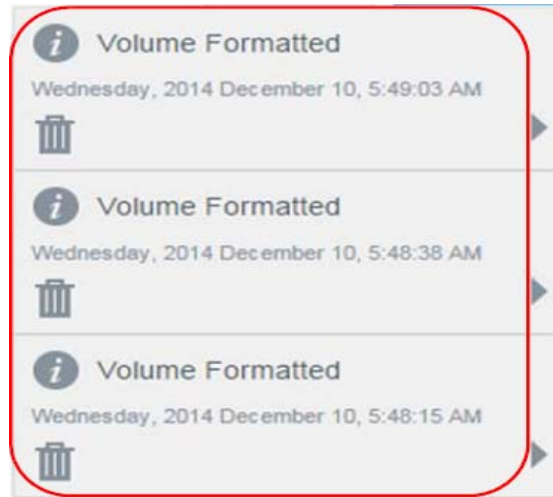 Volume Formatted
Wednesday, 2014 December 10, 5:49:03 AM
Volume Formatted
Wednesday, 2014 December 10, 5:48:38 AM
Volume Formatted
Wednesday, 2014 December 10, 5:48:15 AM